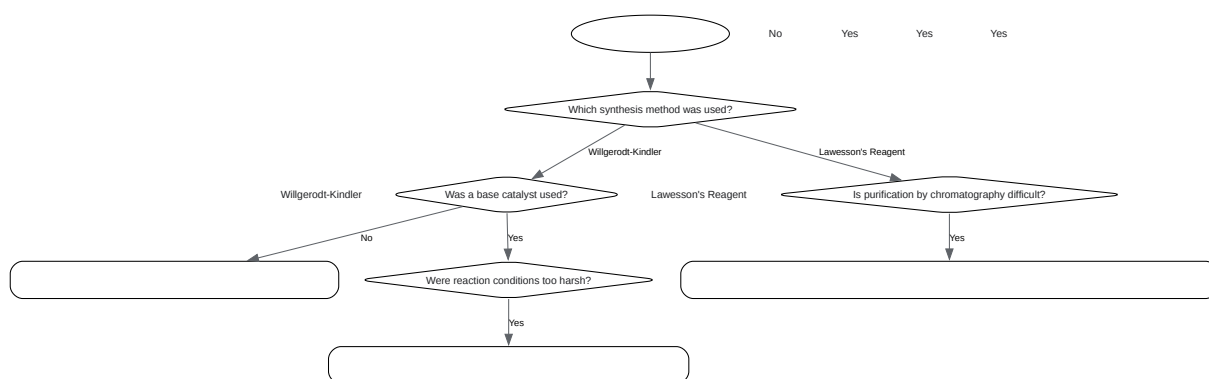 No Yes Yes Yes
Which synthesis method was used?
Willgerodt-Kindler
Lawesson's Reagent
Willgerodt-Kindler
Was a base catalyst used?
Lawesson's Reagent
Is purification by chromatography difficult?
No
Yes
Yes
Were reaction conditions too harsh?
Yes